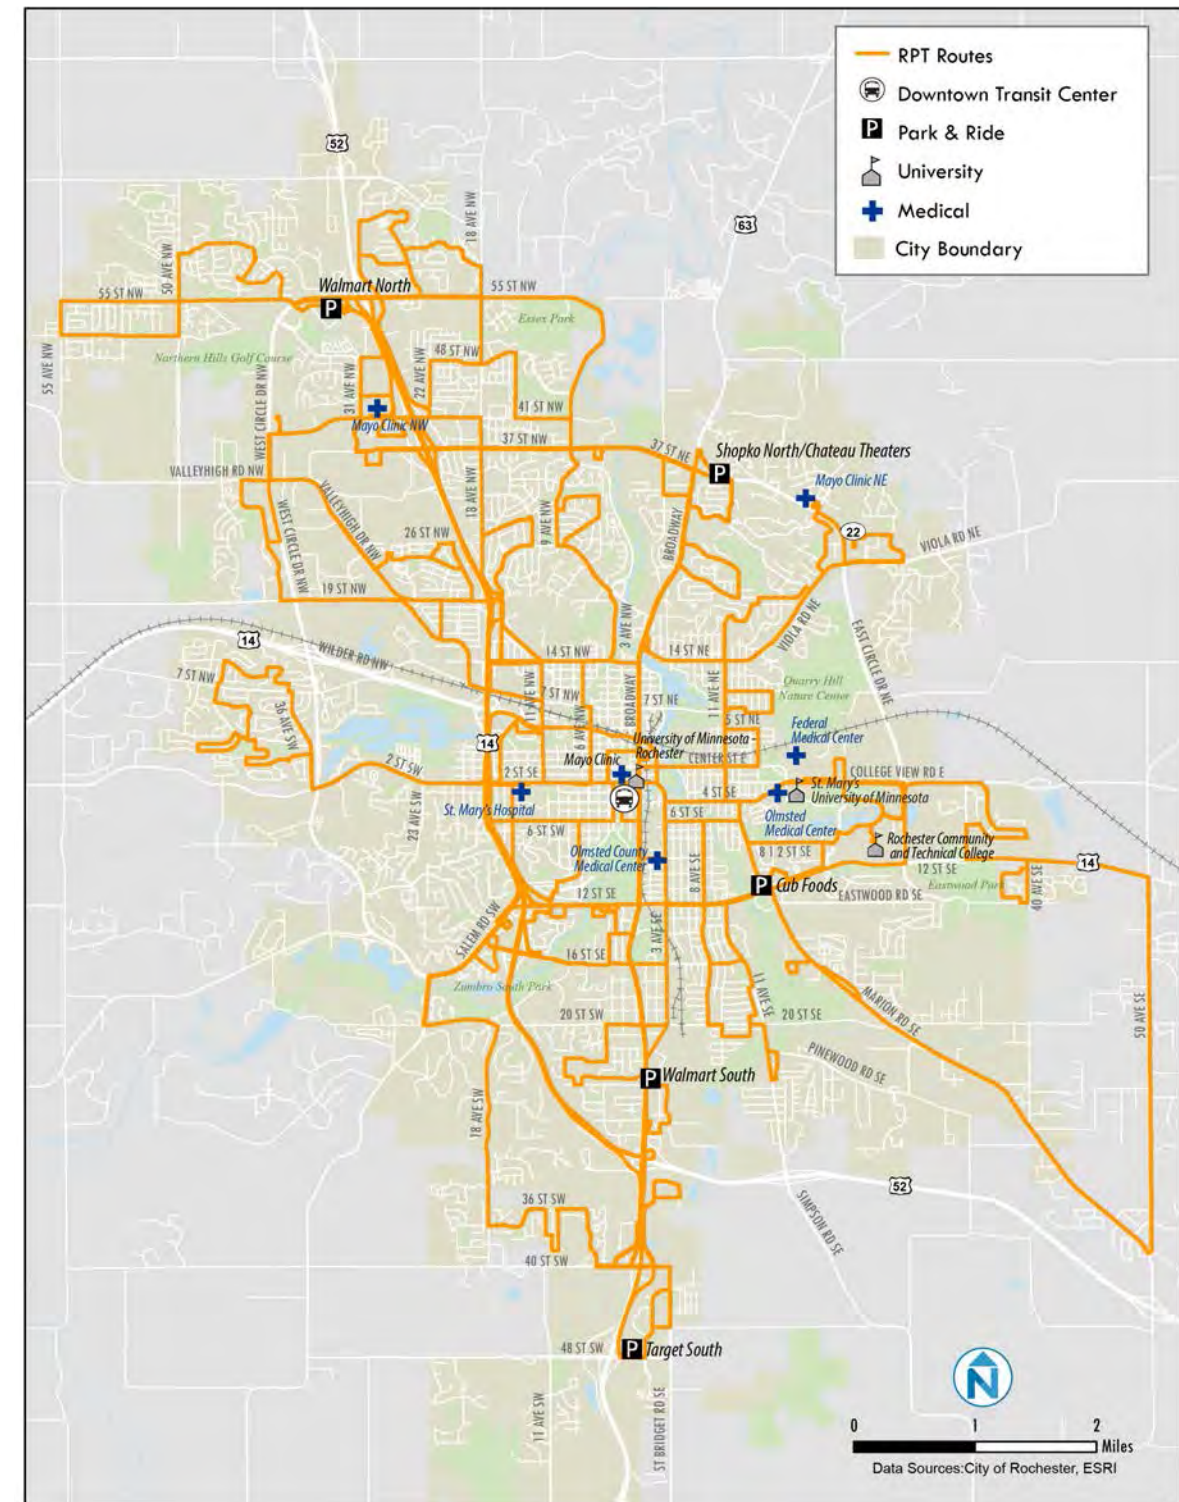 RPT Routes
Downtown Transit Center
Park & Ride
University
Medical
City Boundary
52
63
18 AVE NW
50 AVE NW
Walmart North
55 ST NW
55 ST NW
Essex Park
55 AVE NW
Northern Hills Golf Course
48 ST NW
22 AVE NW
31 AVE NW
WEST CIRCLE DR NW
Mayo Clinic NW
41 ST NW
37 ST NW
37 ST NE
Shopko North/Chateau Theaters
Mayo Clinic NE
VALLEYHIGH RD NW
VALLEYHIGH DR NW
18 AVE NW
9 AVE NW
BROADWAY
22
VIOLA RD NE
WEST CIRCLE DR NW
26 ST NW
19 ST NW
3 AVE NW
VIOLA RD NE
EAST CIRCLE DR NE
14
WILDER RD NW
14 ST NW
14 ST NE
7 ST NW
36 AVE SW
11 AVE NW
7 ST NW
6 AVE NW
BROADWAY
7 ST NE
11 AVE NE
Quarry Hill
Nature Center
5 ST NE
14
2 ST SW
Mayo Clinic
University of Minnesota -
Rochester
CENTER ST E
Federal
Medical Center
2 ST SE
St. Mary's Hospital
4 ST SE
COLLEGE VIEW RD E
St. Mary's
University of Minnesota
23 AVE SW
6 ST SW
6 ST SE
Olmsted
Medical Center
Olmsted County
Medical Center
8 AVE SE
8 1 2 ST SE
Rochester Community
and Technical College
12 ST SE
14
Cub Foods
EASTWOOD RD SE
Eastwood Park
40 AVE SE
12 ST SE
SALEM RD SW
3 AVE SE
16 ST SE
Zumbro South Park
11 AVE SE
20 ST SW
20 ST SE
MARION RD SE
50 AVE SE
PINEWOOD RD SE
Walmart South
18 AVE SW
52
SIMPSON RD SE
36 ST SW
40 ST SW
48 ST SW
Target South
11 AVE SW
ST BRIDGET RD SE
N
0 1 2
Miles
Data Sources:City of Rochester, ESRI